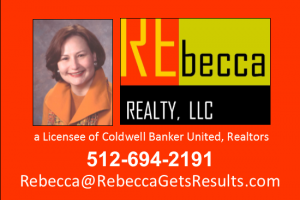 REbecca
REALTY, LLC
a Licensee of Coldwell Banker United, Realtors
512-694-2191
Rebecca@RebeccaGetsResults.com